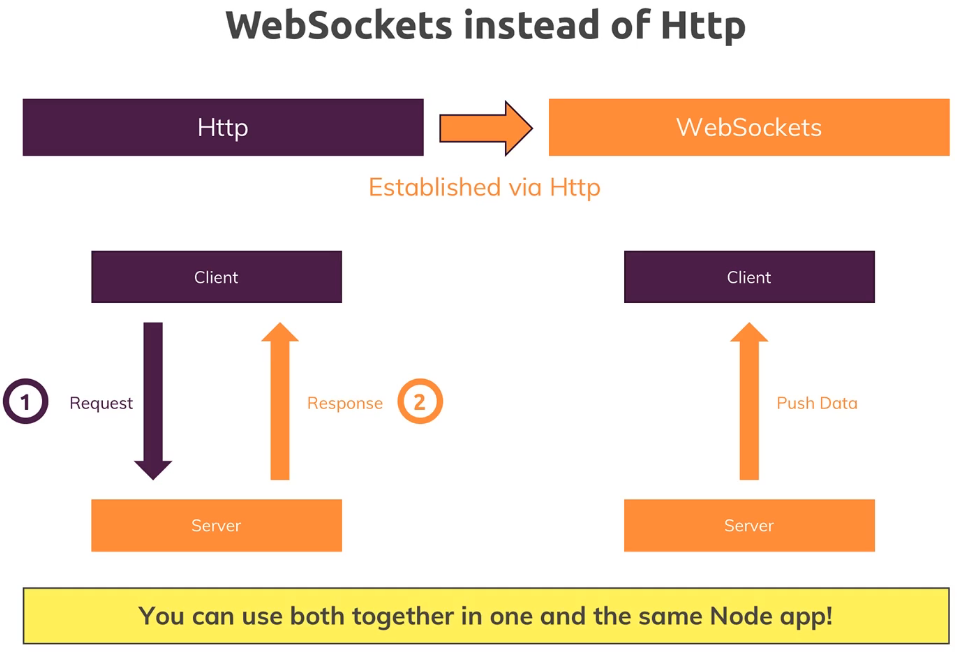 WebSockets instead of Http
Http
WebSockets
Established via Http
Client
Client
1
Request
Response
2
Push Data
Server
Server
You can use both together in one and the same Node app!